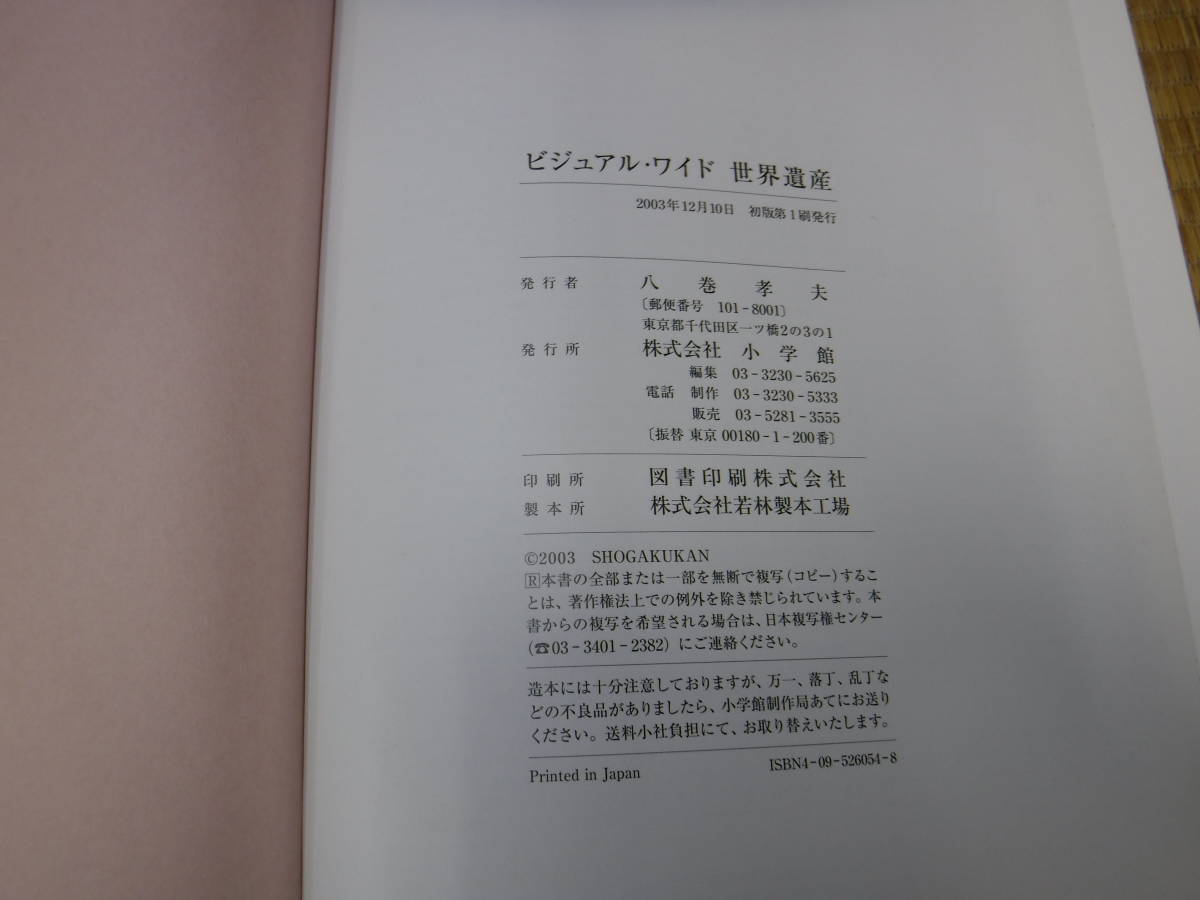 ビジュアル・ワイド 世界遺産
2003年12月10日 初版第1刷発行
発行者 八巻孝夫
〔郵便番号 101-8001〕
東京都千代田区一ツ橋2の3の1
発行所 株式会社 小学館
編集 03-3230-5625
電話 制作 03-3230-5333
販売 03-5281-3555
〔振替 東京 00180-1-200番〕
印刷所 図書印刷株式会社
製本所 株式会社若林製本工場
©2003 SHOGAKUKAN
Ⓡ本書の全部または一部を無断で複写(コピー)するこ
とは、著作権法上での例外を除き禁じられています。本
書からの複写を希望される場合は、日本複写権センター
(☎03-3401-2382)にご連絡ください。
造本には十分注意しておりますが、万一、落丁、乱丁な
どの不良品がありましたら、小学館制作局あてにお送り
ください。送料小社負担にて、お取り替えいたします。
Printed in Japan ISBN4-09-526054-8